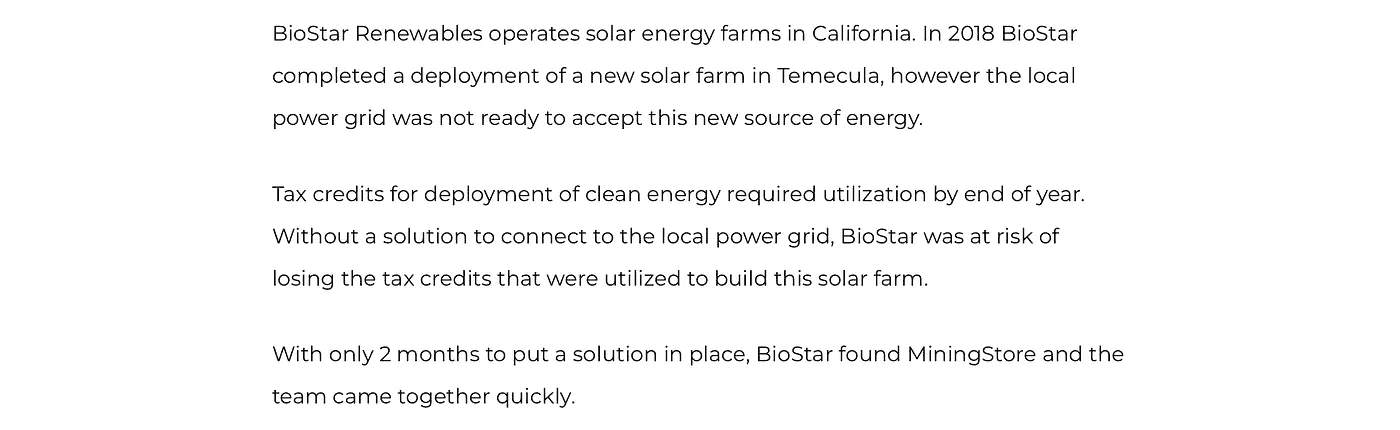 BioStar Renewables operates solar energy farms in California. In 2018 BioStar
completed a deployment of a new solar farm in Temecula, however the local
power grid was not ready to accept this new source of energy.
Tax credits for deployment of clean energy required utilization by end of year.
Without a solution to connect to the local power grid, BioStar was at risk of
losing the tax credits that were utilized to build this solar farm.
With only 2 months to put a solution in place, BioStar found MiningStore and the
team came together quickly.